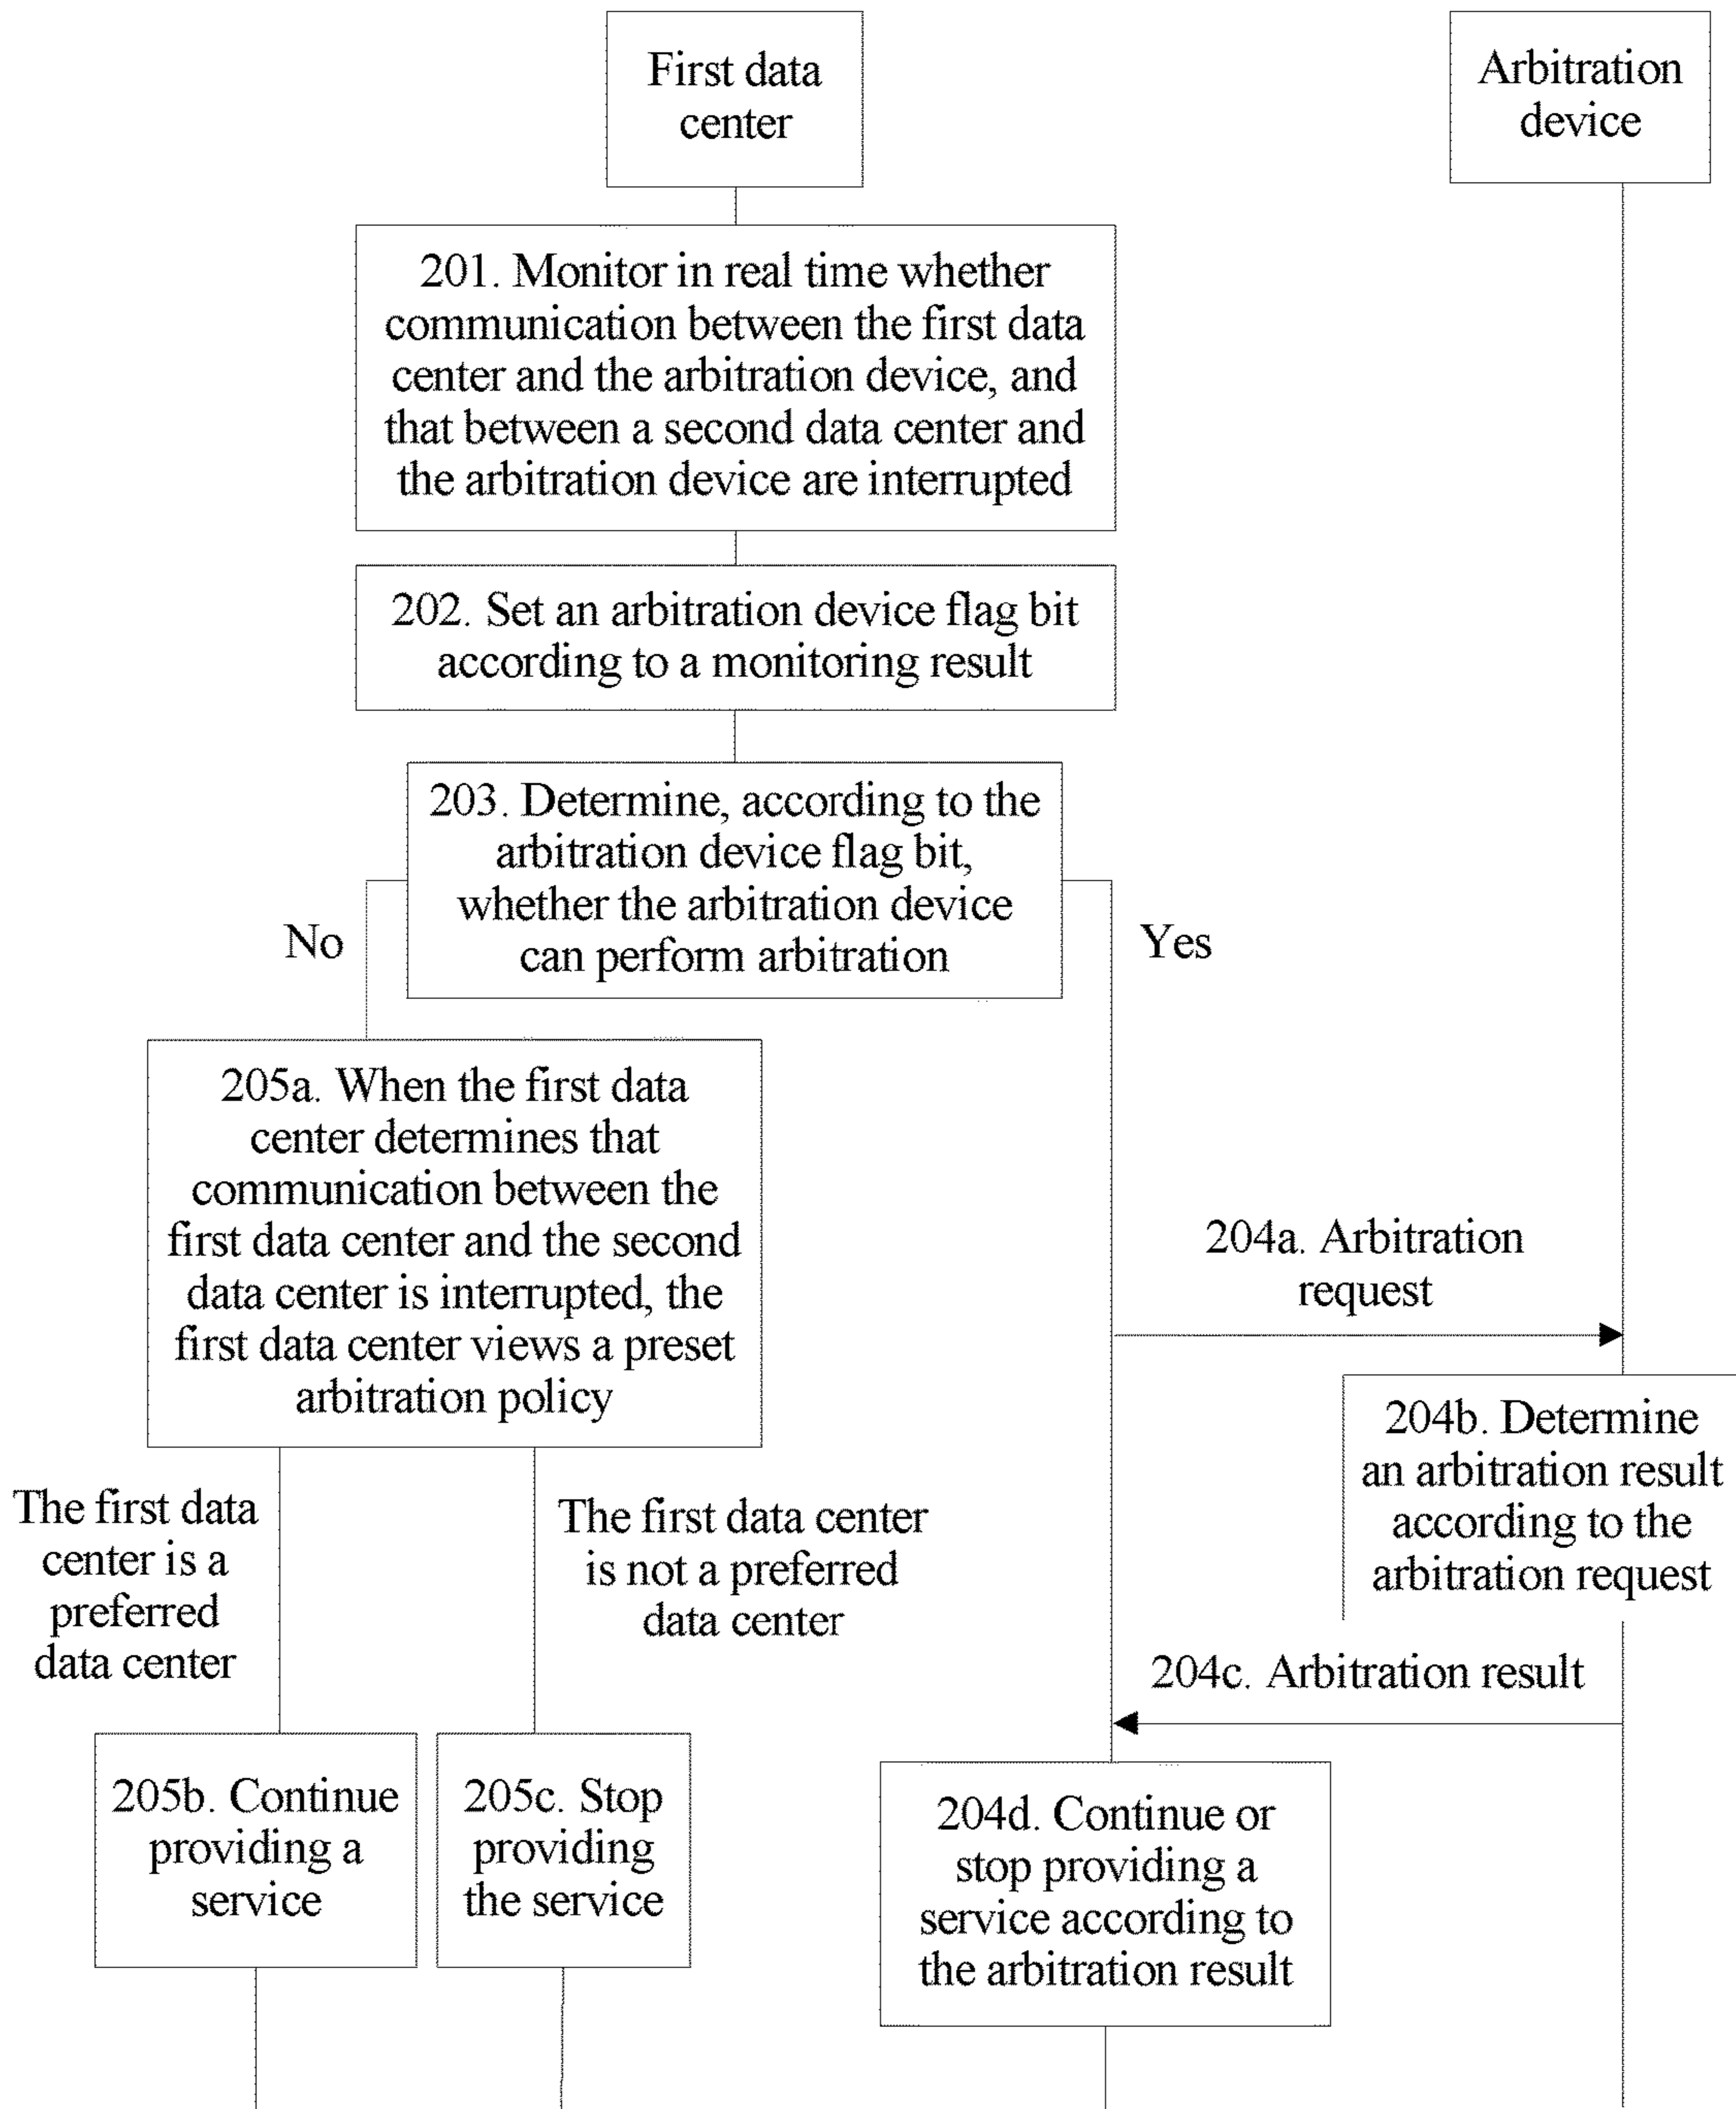 First data
center
Arbitration
device
201. Monitor in real time whether
communication between the first data
center and the arbitration device, and
that between a second data center and
the arbitration device are interrupted
202. Set an arbitration device flag bit
according to a monitoring result
203. Determine, according to the
arbitration device flag bit,
whether the arbitration device
can perform arbitration
No
Yes
205a. When the first data
center determines that
communication between the
first data center and the second
data center is interrupted, the
first data center views a preset
arbitration policy
204a. Arbitration
request
204b. Determine
an arbitration result
according to the
arbitration request
The first data
center is a
preferred
data center
The first data center
is not a preferred
data center
204c. Arbitration result
205b. Continue
providing a
service
205c. Stop
providing
the service
204d. Continue or
stop providing a
service according to
the arbitration result